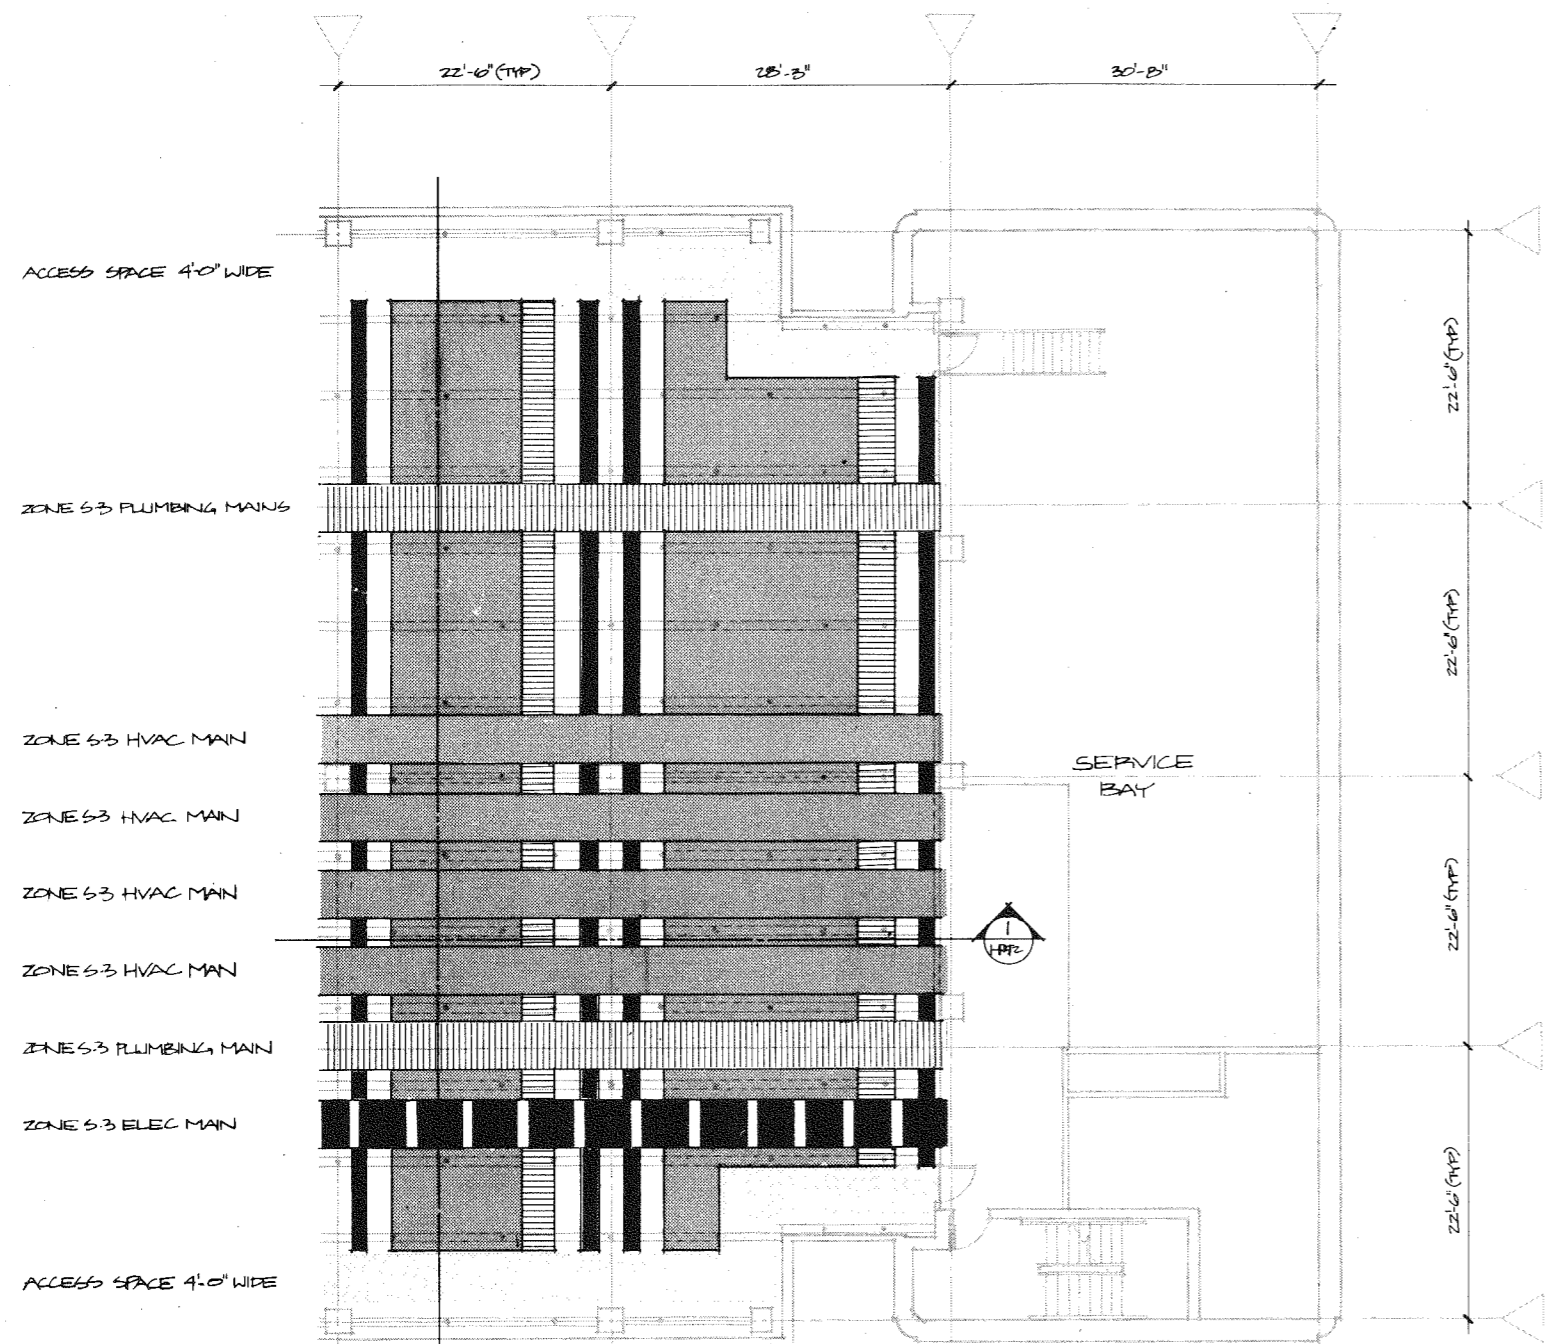 22'-6" (TYP)
28'-3"
30'-8"
ACCESS SPACE 4'-0" WIDE
22'-6" (TYP)
ZONE S-3 PLUMBING MAINS
22'-6" (TYP)
ZONE S-3 HVAC MAIN
SERVICE
BAY
ZONE S-3 HVAC MAIN
ZONE S-3 HVAC MAIN
22'-6" (TYP)
1
ZONE S-3 HVAC MAIN
ZONE S-3 PLUMBING MAIN
ZONE S-3 ELEC MAIN
22'-6" (TYP)
ACCESS SPACE 4'-0" WIDE